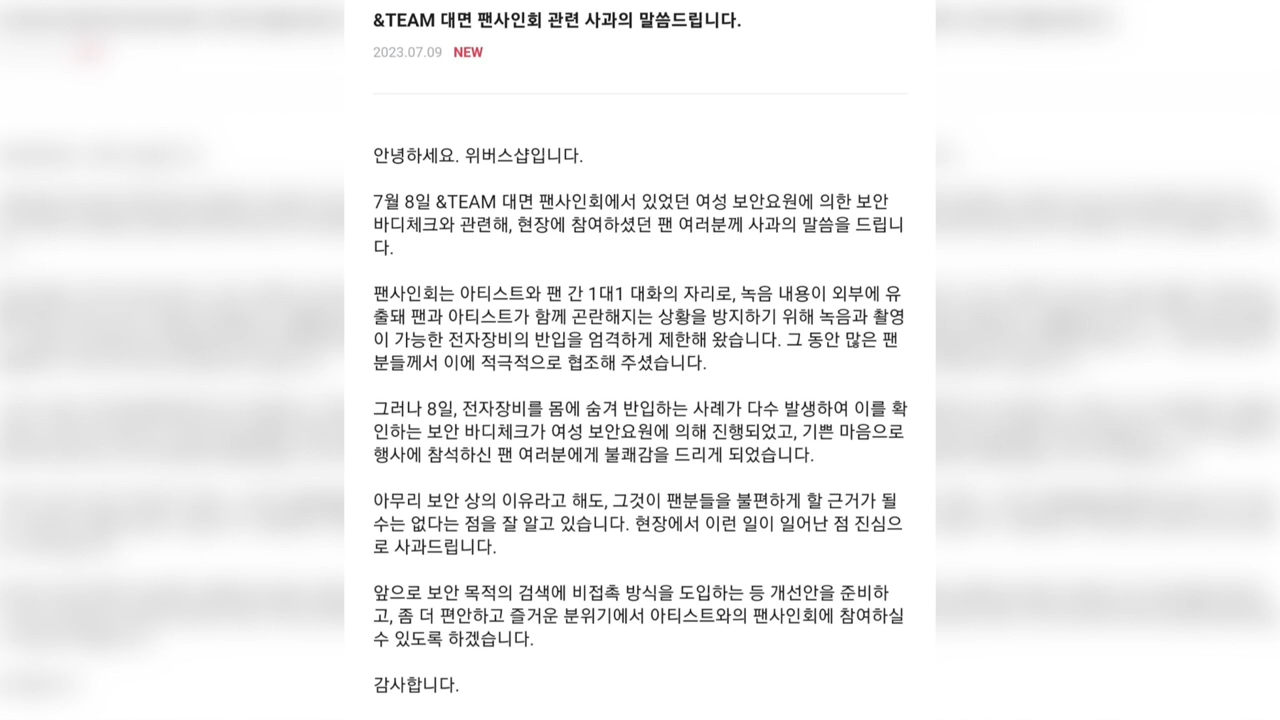 &TEAM 대면 팬사인회 관련 사과의 말씀드립니다.
2023.07.09 NEW
안녕하세요. 위버스샵입니다.
7월 8일 &TEAM 대면 팬사인회에서 있었던 여성 보안요원에 의한 보안
바디체크와 관련해, 현장에 참여하셨던 팬 여러분께 사과의 말씀을 드립니
다.
팬사인회는 아티스트와 팬 간 1대1 대화의 자리로, 녹음 내용이 외부에 유
출돼 팬과 아티스트가 함께 곤란해지는 상황을 방지하기 위해 녹음과 촬영
이 가능한 전자장비의 반입을 엄격하게 제한해 왔습니다. 그 동안 많은 팬
분들께서 이에 적극적으로 협조해 주셨습니다.
그러나 8일, 전자장비를 몸에 숨겨 반입하는 사례가 다수 발생하여 이를 확
인하는 보안 바디체크가 여성 보안요원에 의해 진행되었고, 기쁜 마음으로
행사에 참석하신 팬 여러분에게 불쾌감을 드리게 되었습니다.
아무리 보안 상의 이유라고 해도, 그것이 팬분들을 불편하게 할 근거가 될
수는 없다는 점을 잘 알고 있습니다. 현장에서 이런 일이 일어난 점 진심으
로 사과드립니다.
앞으로 보안 목적의 검색에 비접촉 방식을 도입하는 등 개선안을 준비하
고, 좀 더 편안하고 즐거운 분위기에서 아티스트와의 팬사인회에 참여하실
수 있도록 하겠습니다.
감사합니다.